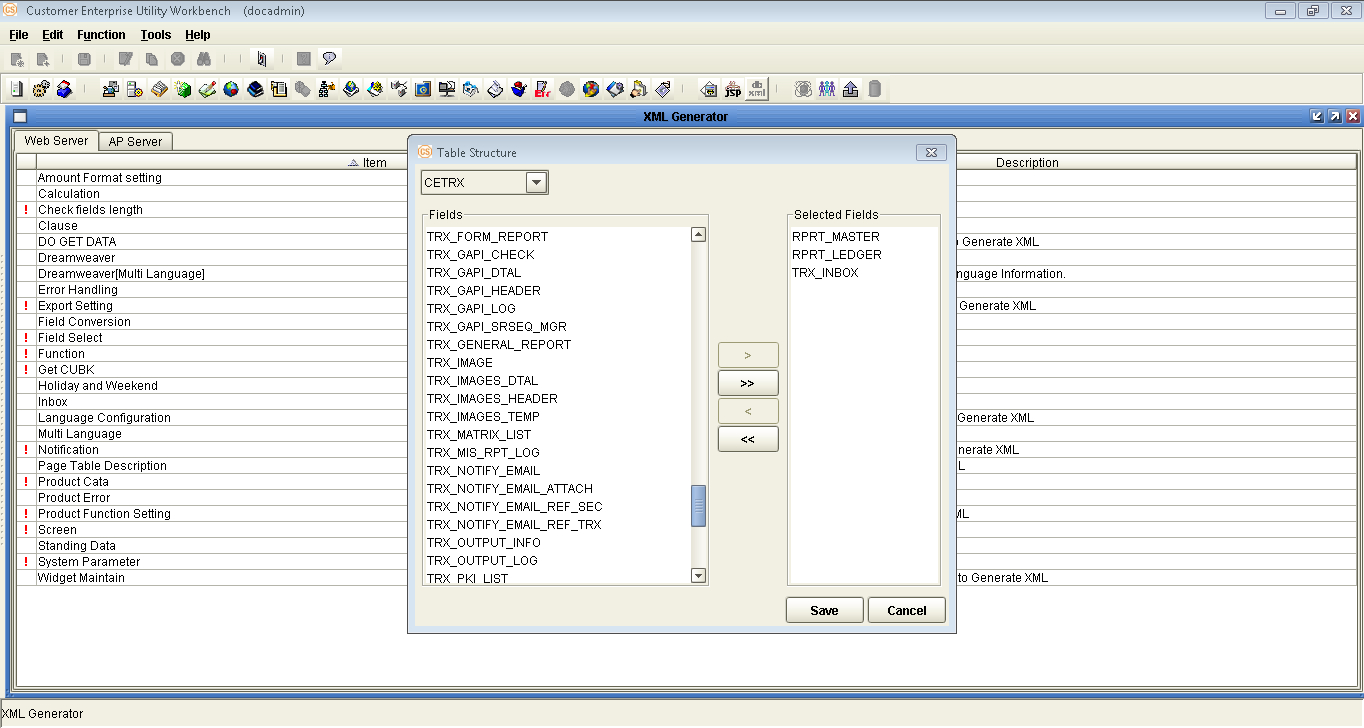 Customer Enterprise Utility Workbench (docadmin)
File Edit Function Tools Help
jsp
xml
XML Generator
Web Server AP Server
Item
Description
Amount Format setting
Calculation
! Check fields length
Clause
DO GET DATA
Generate XML
Dreamweaver
Dreamweaver[Multi Language]
Information.
Error Handling
! Export Setting
Generate XML
Field Conversion
! Field Select
! Function
! Get CUBK
Holiday and Weekend
Inbox
Language Configuration
Generate XML
Multi Language
! Notification
XML
Page Table Description
! Product Cata
Product Error
! Product Function Setting
! Screen
Standing Data
! System Parameter
Widget Maintain
to Generate XML
CS Table Structure
CETRX
Fields
TRX_FORM_REPORT
TRX_GAPI_CHECK
TRX_GAPI_DTAL
TRX_GAPI_HEADER
TRX_GAPI_LOG
TRX_GAPI_SRSEQ_MGR
TRX_GENERAL_REPORT
TRX_IMAGE
TRX_IMAGES_DTAL
TRX_IMAGES_HEADER
TRX_IMAGES_TEMP
TRX_MATRIX_LIST
TRX_MIS_RPT_LOG
TRX_NOTIFY_EMAIL
TRX_NOTIFY_EMAIL_ATTACH
TRX_NOTIFY_EMAIL_REF_SEC
TRX_NOTIFY_EMAIL_REF_TRX
TRX_OUTPUT_INFO
TRX_OUTPUT_LOG
TRX_PKI_LIST
>
>>
<
<<
Selected Fields
RPRT_MASTER
RPRT_LEDGER
TRX_INBOX
Save Cancel
XML Generator